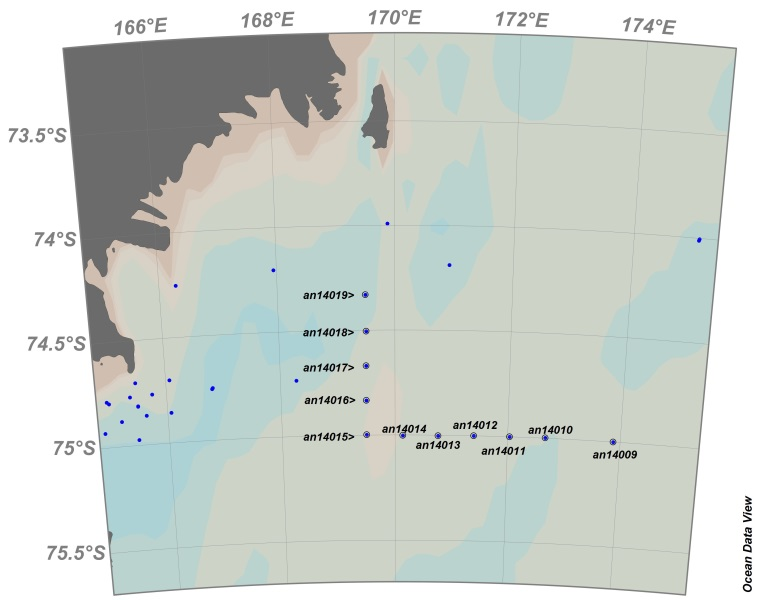 166°E 168°E 170°E 172°E 174°E
73.5°S
74°S
an14019>
an14018>
74.5°S
an14017>
an14016>
an14012
an14014 an14010
an14015>
an14013
75°S an14011 an14009
Ocean Data View
75.5°S